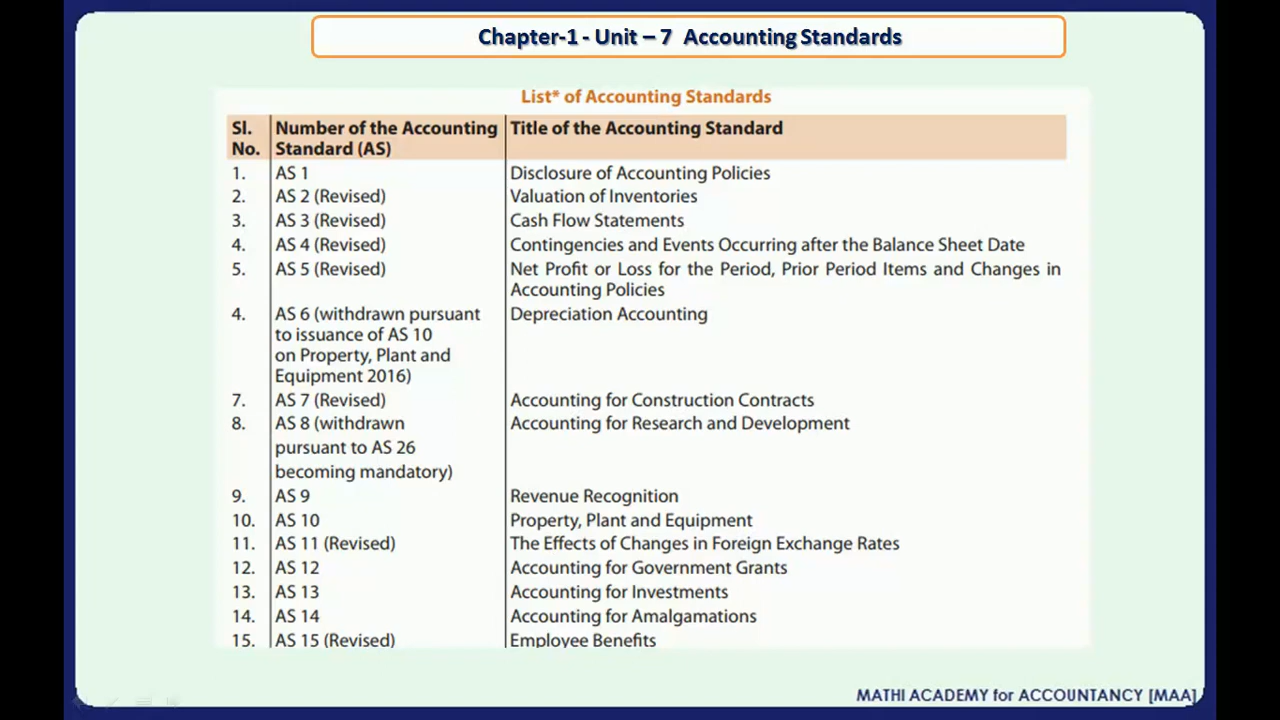 Chapter-1 - Unit – 7 Accounting Standards
List* of Accounting Standards
Sl. No. Number of the Accounting Standard (AS) Title of the Accounting Standard
1. AS 1 Disclosure of Accounting Policies
2. AS 2 (Revised) Valuation of Inventories
3. AS 3 (Revised) Cash Flow Statements
4. AS 4 (Revised) Contingencies and Events Occurring after the Balance Sheet Date
5. AS 5 (Revised) Net Profit or Loss for the Period, Prior Period Items and Changes in
Accounting Policies
4. AS 6 (withdrawn pursuant Depreciation Accounting
to issuance of AS 10
on Property, Plant and
Equipment 2016)
7. AS 7 (Revised) Accounting for Construction Contracts
8. AS 8 (withdrawn Accounting for Research and Development
pursuant to AS 26
becoming mandatory)
9. AS 9 Revenue Recognition
10. AS 10 Property, Plant and Equipment
11. AS 11 (Revised) The Effects of Changes in Foreign Exchange Rates
12. AS 12 Accounting for Government Grants
13. AS 13 Accounting for Investments
14. AS 14 Accounting for Amalgamations
15. AS 15 (Revised) Employee Benefits
MATHI ACADEMY for ACCOUNTANCY [MAA]